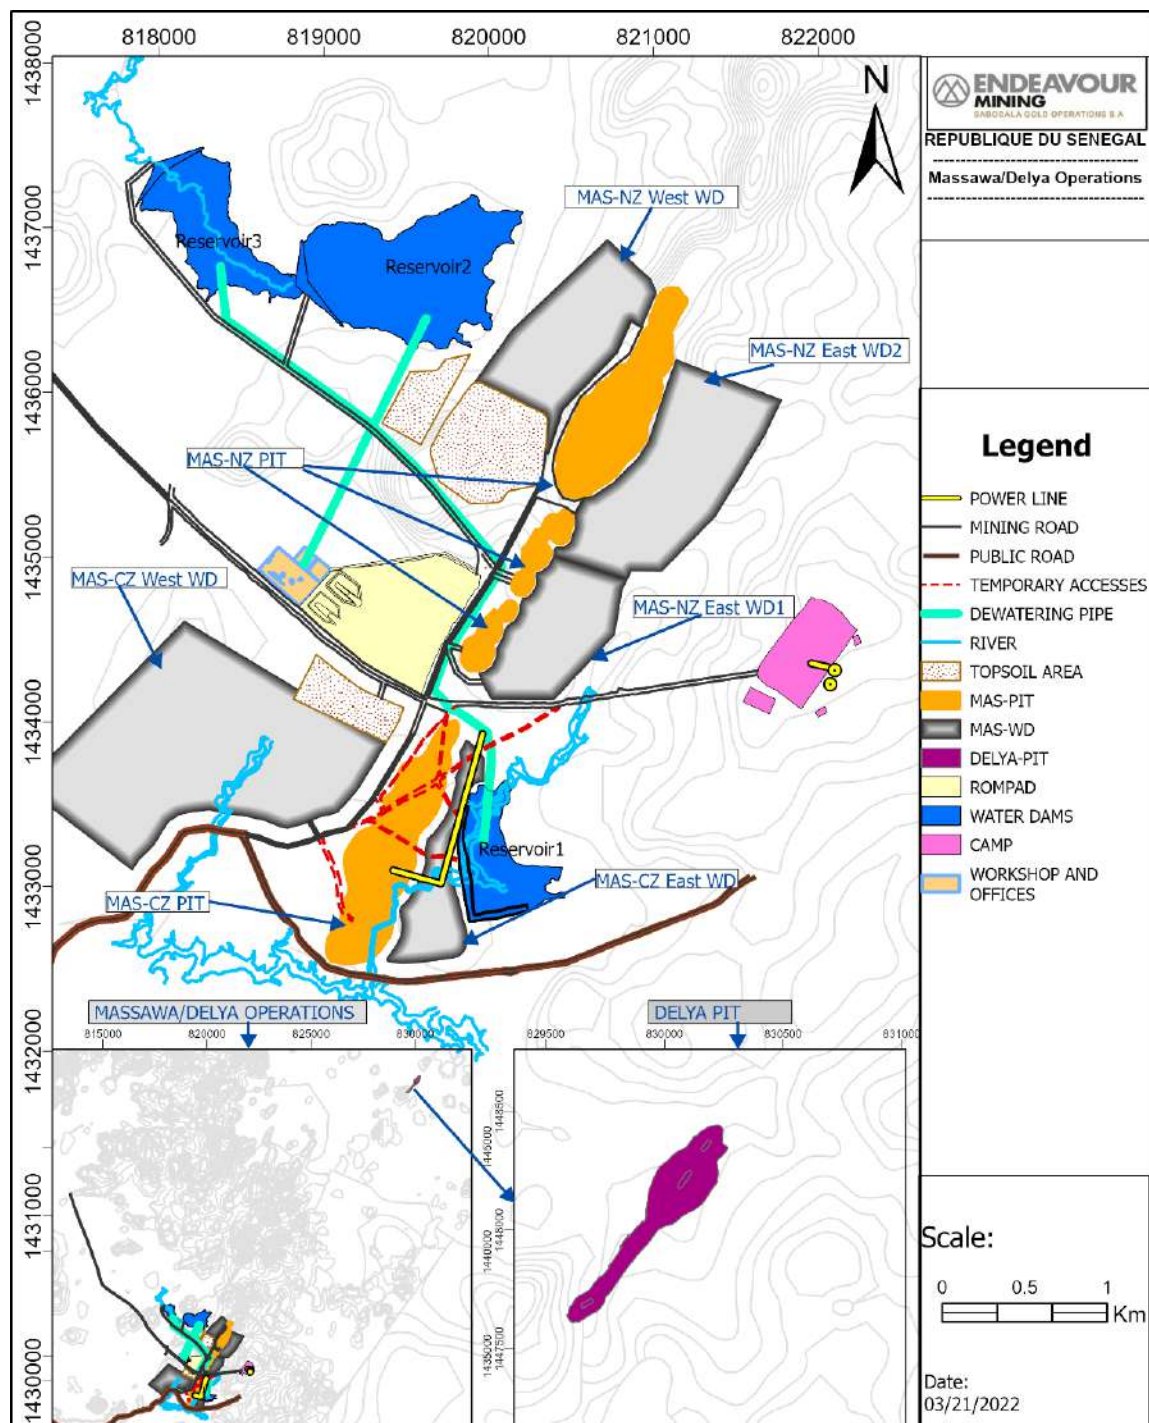 818000 819000 820000 821000 822000
1438000
1437000
1436000
1435000
1434000
1433000
1432000
1431000
1430000
N
MAS-NZ West WD
Reservoir3
Reservoir2
MAS-NZ East WD2
MAS-NZ PIT
MAS-CZ West WD
MAS-NZ East WD1
Reservoir1
MAS-CZ East WD
MAS-CZ PIT
MASSAWA/DELYA OPERATIONS
815000 820000 825000 830000
1445000
1440000
1435000
DELYA PIT
829500 830000 830500 831000
1448500
1448000
1447500
ENDEAVOUR
MINING
SABODALA GOLD OPERATIONS S.A
REPUBLIQUE DU SENEGAL
Massawa/Delya Operations
Legend
POWER LINE
MINING ROAD
PUBLIC ROAD
TEMPORARY ACCESSES
DEWATERING PIPE
RIVER
TOPSOIL AREA
MAS-PIT
MAS-WD
DELYA-PIT
ROMPAD
WATER DAMS
CAMP
WORKSHOP AND
OFFICES
Scale:
0 0.5 1
Km
Date:
03/21/2022